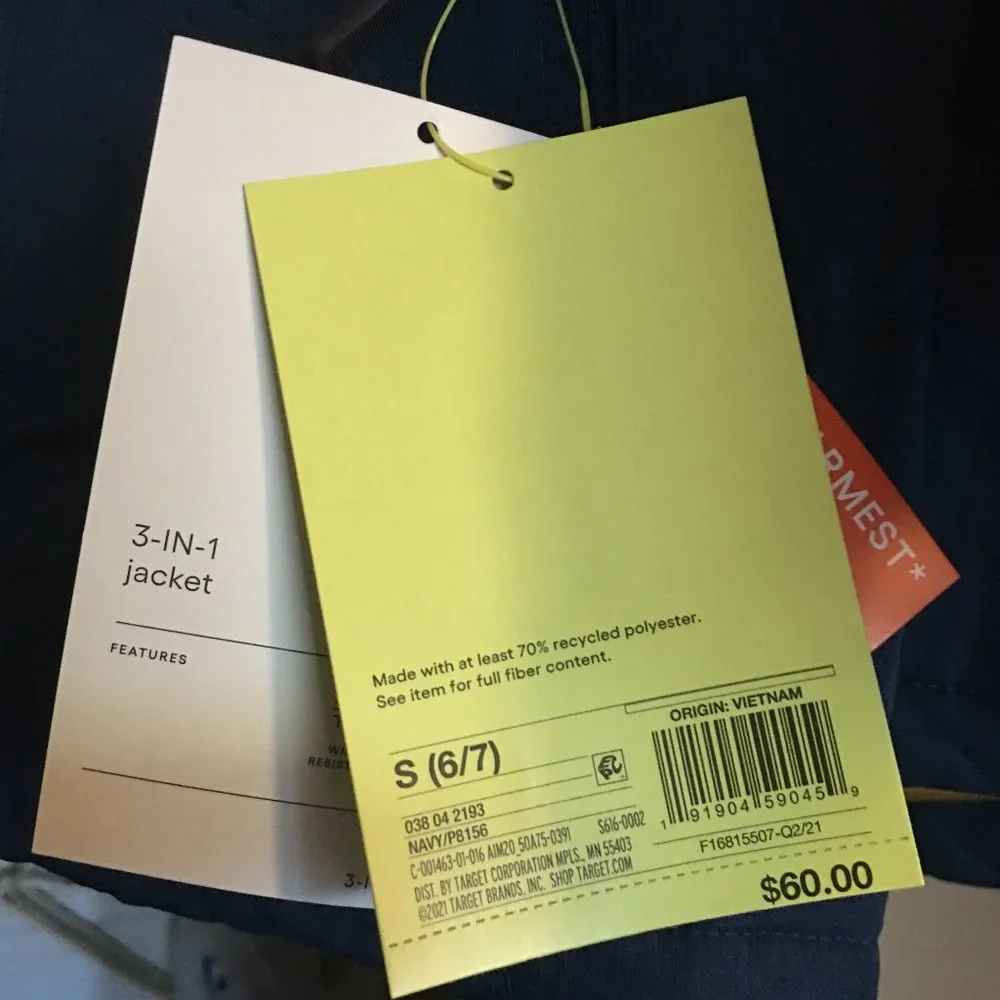 3-IN-1
jacket
FEATURES
Made with at least 70% recycled polyester.
See item for full fiber content.
ORIGIN: VIETNAM
S (6/7)
038 04 2193
NAVY/P8156
C-001463-01-016 AIM20 50A75-0391 S616-0002
DIST. BY TARGET CORPORATION MPLS., MN 55403
©2021 TARGET BRANDS, INC. SHOP TARGET.COM
1 91904 59045 9
F16815507-Q2/21
$60.00